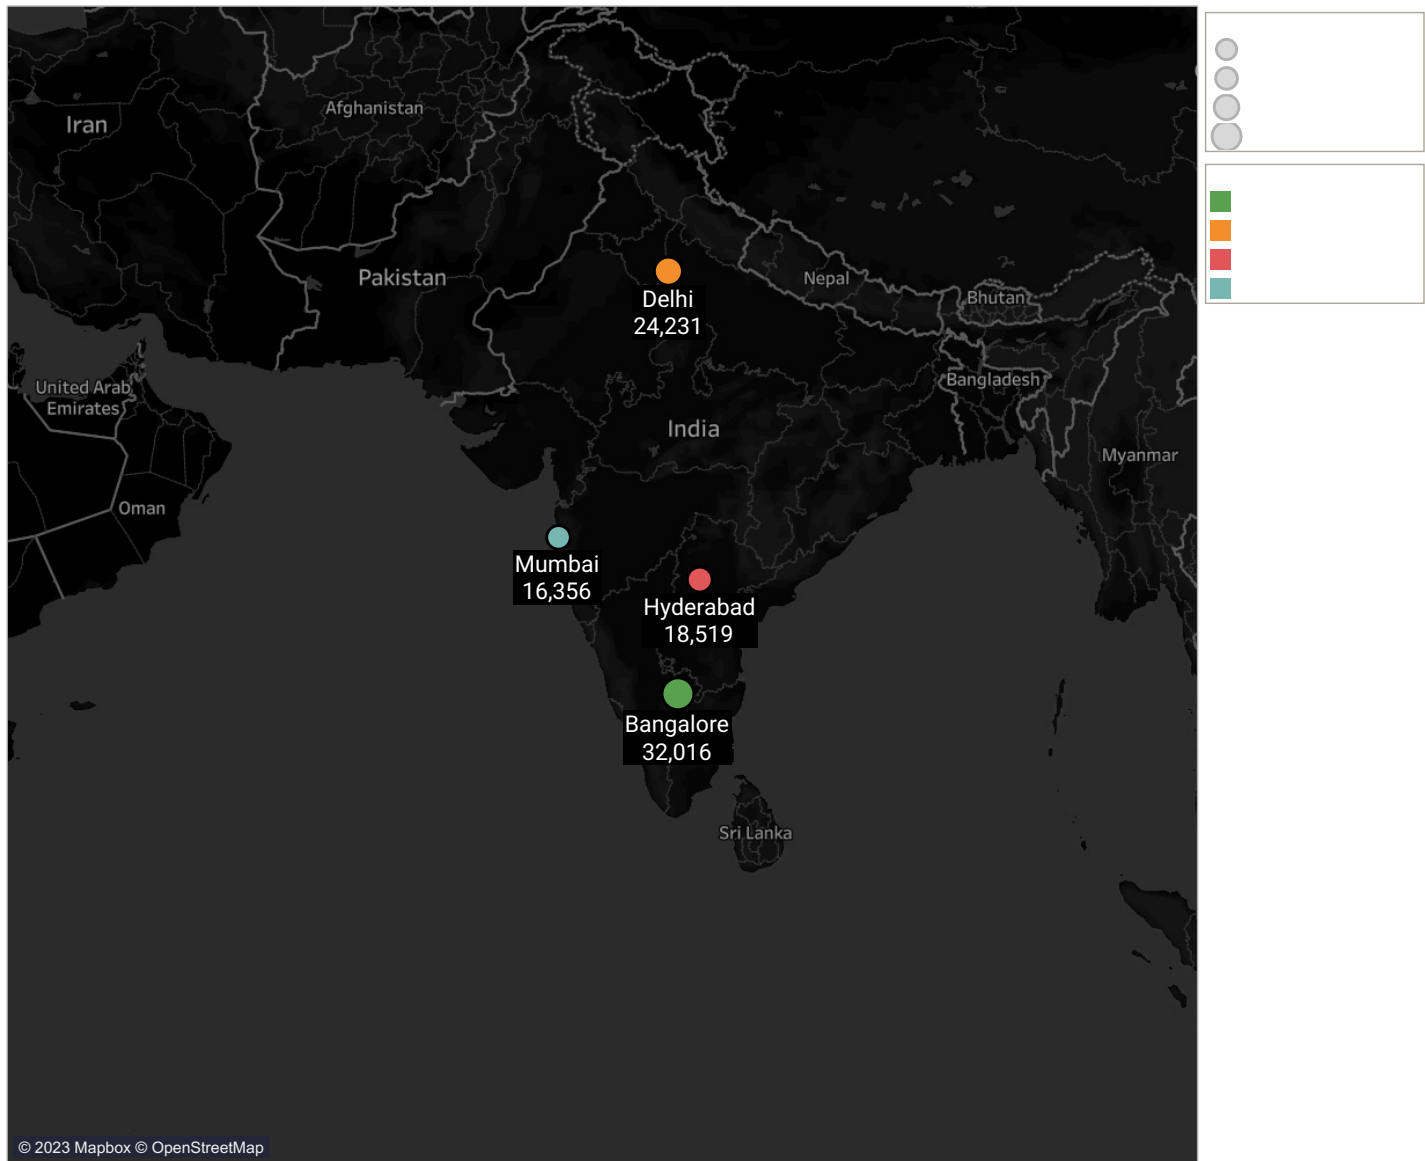 Afghanistan
Iran
Pakistan
Nepal
Delhi
24,231
Bhutan
United Arab
Emirates
Bangladesh
India
Myanmar
Oman
Mumbai
16,356
Hyderabad
18,519
Bangalore
32,016
Sri Lanka
© 2023 Mapbox © OpenStreetMap